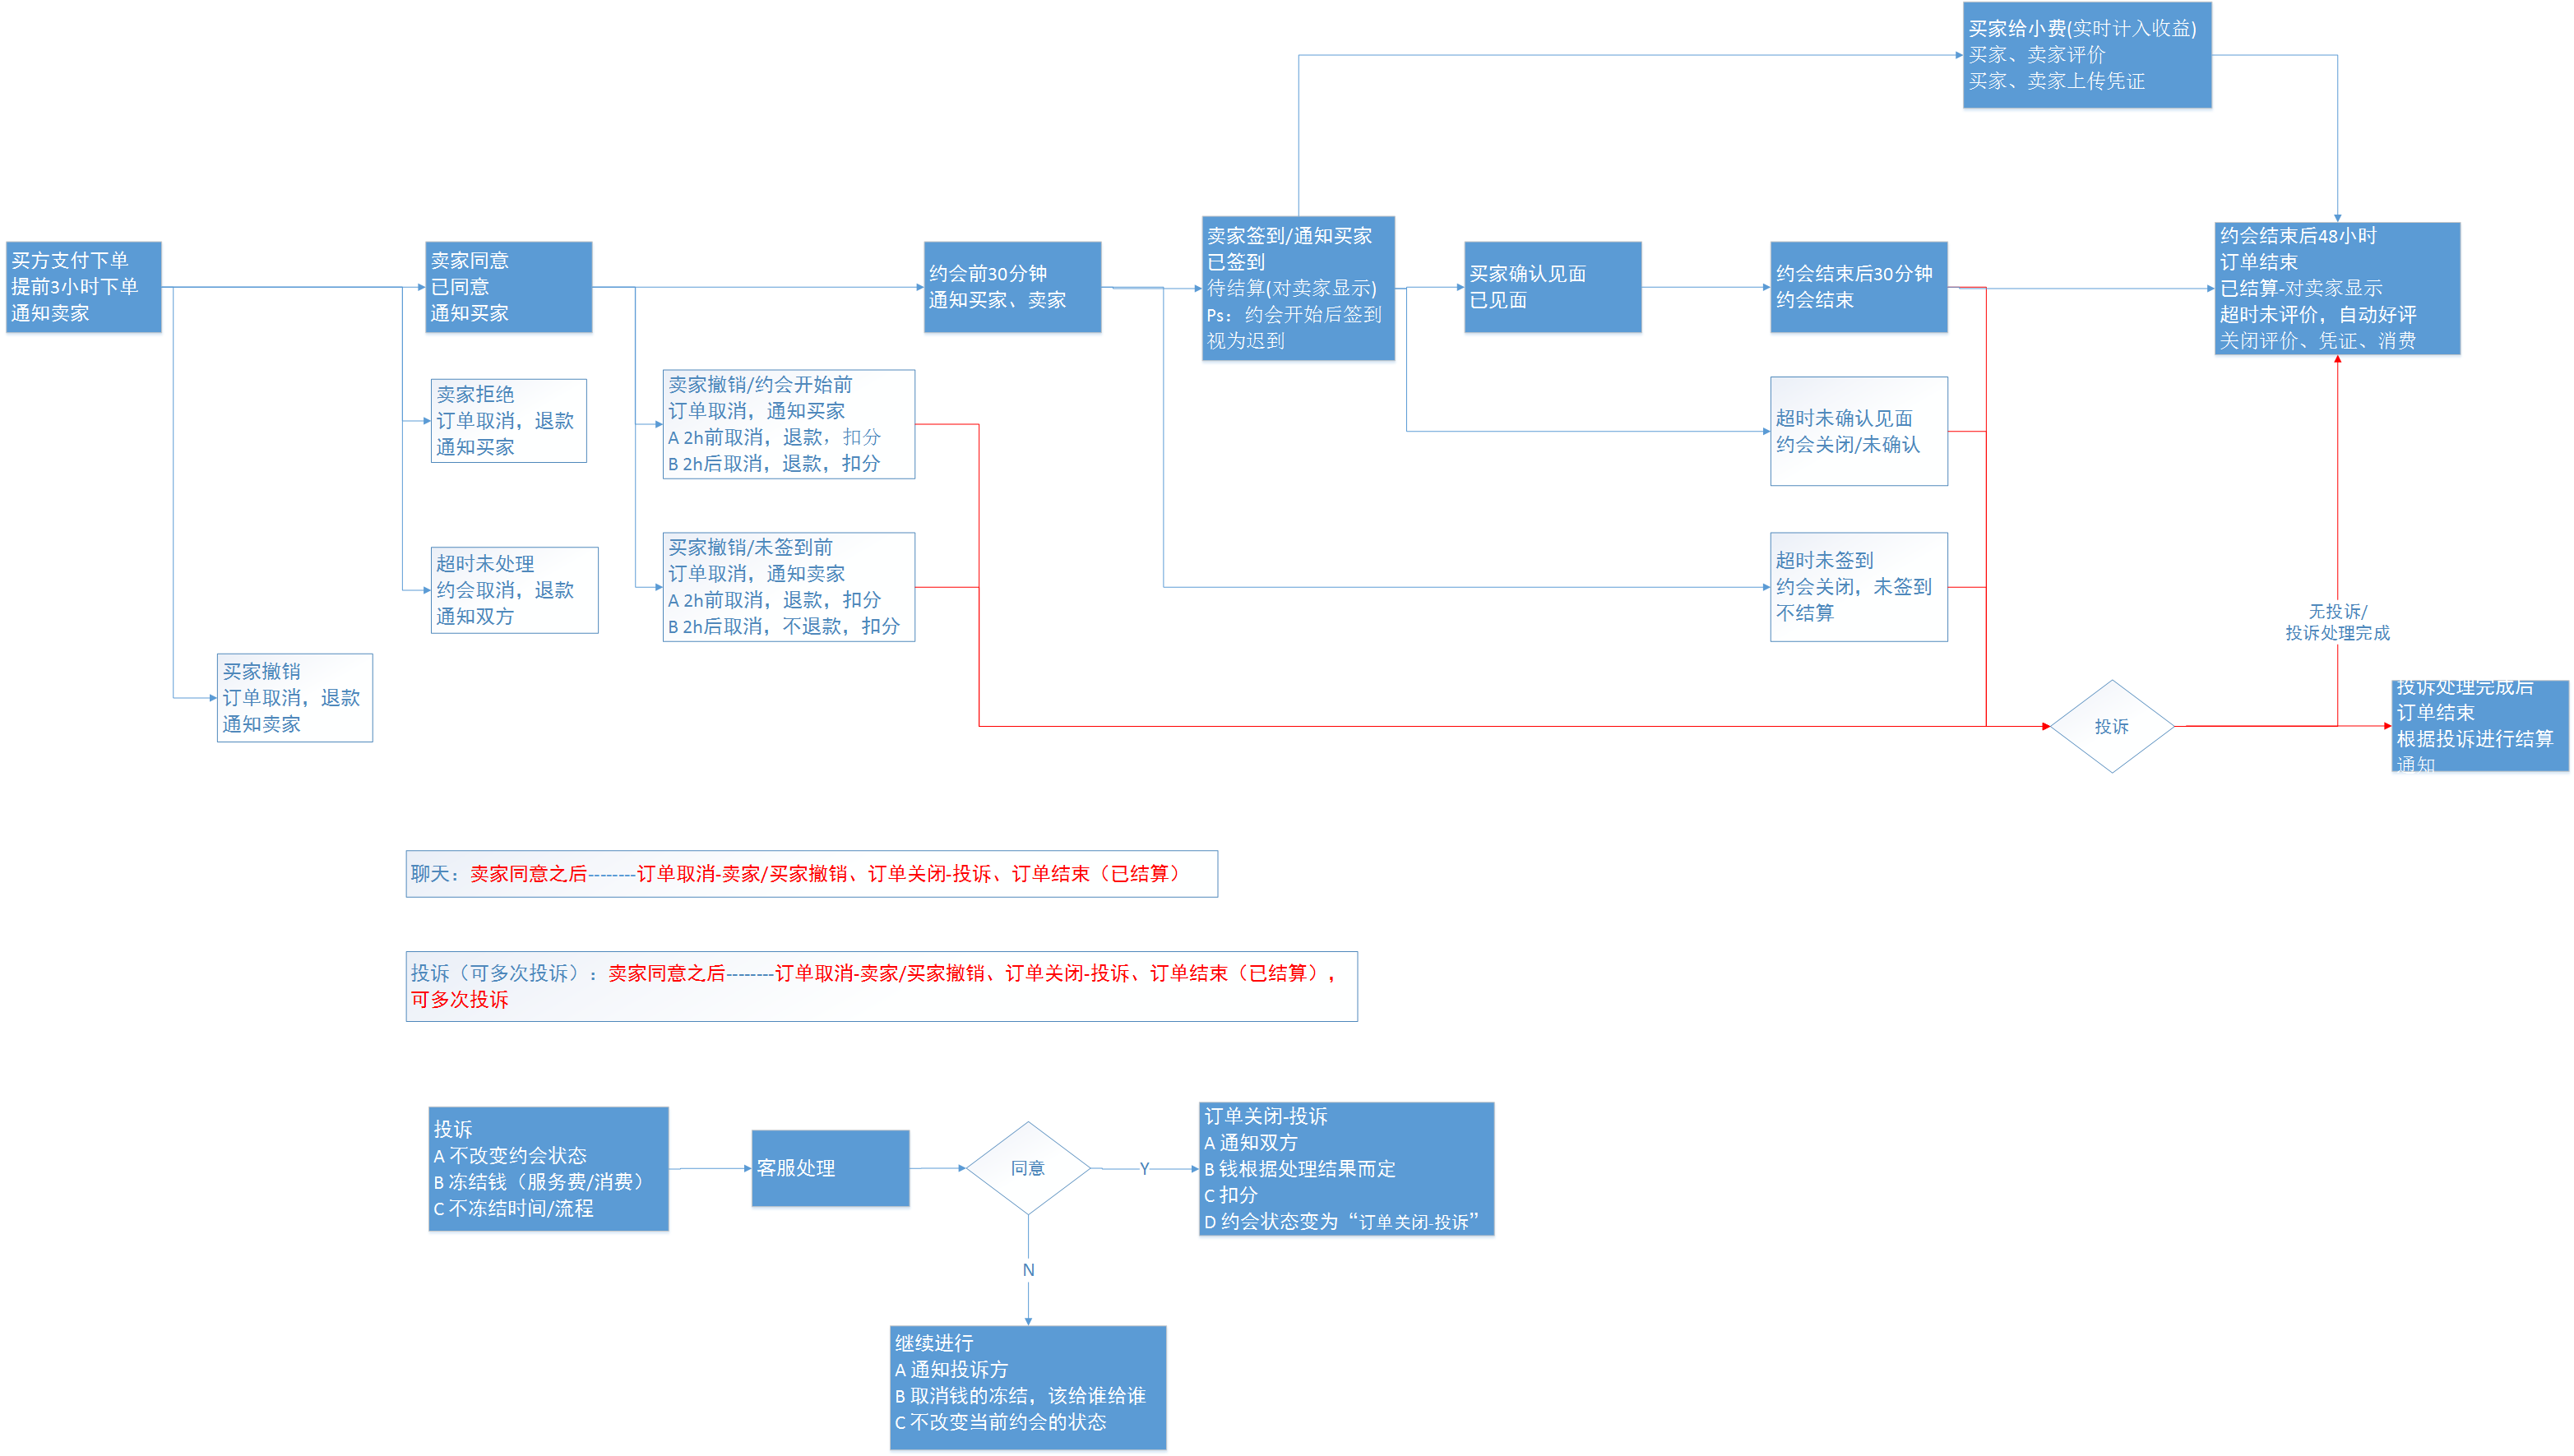 买家给小费(实时计入收益)
买家、卖家评价
买家、卖家上传凭证
买方支付下单
提前3小时下单
通知卖家
卖家同意
已同意
通知买家
约会前30分钟
通知买家、卖家
卖家签到/通知买家
已签到
待结算(对卖家显示)
Ps：约会开始后签到
视为迟到
买家确认见面
已见面
约会结束后30分钟
约会结束
约会结束后48小时
订单结束
已结算-对卖家显示
超时未评价，自动好评
关闭评价、凭证、消费
卖家拒绝
订单取消，退款
通知买家
卖家撤销/约会开始前
订单取消，通知买家
A 2h前取消，退款，扣分
B 2h后取消，退款，扣分
超时未确认见面
约会关闭/未确认
超时未处理
约会取消，退款
通知双方
买家撤销/未签到前
订单取消，通知卖家
A 2h前取消，退款，扣分
B 2h后取消，不退款，扣分
超时未签到
约会关闭，未签到
不结算
无投诉/
投诉处理完成
买家撤销
订单取消，退款
通知卖家
投诉
投诉处理完成后
订单结束
根据投诉进行结算
通知
聊天：卖家同意之后--------订单取消-卖家/买家撤销、订单关闭-投诉、订单结束（已结算）
投诉（可多次投诉）：卖家同意之后--------订单取消-卖家/买家撤销、订单关闭-投诉、订单结束（已结算），
可多次投诉
投诉
A 不改变约会状态
B 冻结钱（服务费/消费）
C 不冻结时间/流程
客服处理
同意
Y
订单关闭-投诉
A 通知双方
B 钱根据处理结果而定
C 扣分
D 约会状态变为“订单关闭-投诉”
N
继续进行
A 通知投诉方
B 取消钱的冻结，该给谁给谁
C 不改变当前约会的状态